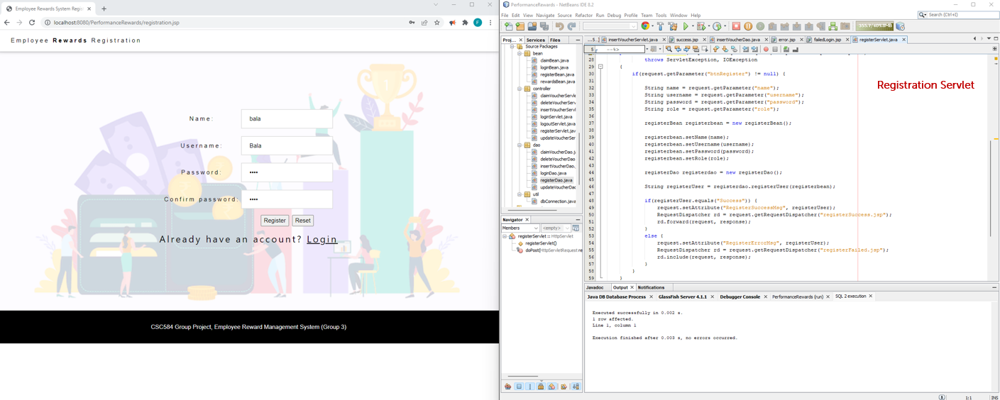 Employee Rewards System Regi
localhost:8080/PerformanceRewards/registration.jsp
F
Employee Rewards Registration
Name:
bala
Username:
Bala
Password:
••••
Confirm password:
••••
Register
Reset
Already have an account? Login
CSC584 Group Project, Employee Reward Management System (Group 3)
PerformanceRewards - NetBeans IDE 8.2
File Edit View Navigate Source Refactor Run Debug Profile Team Tools Window Help
Search (Ctrl+I)
Proj... Services Files
...5...] insertVoucherServlet.java success.jsp insertVoucherDao.java error.jsp failedLogin.jsp registerServlet.java
Source Packages
bean
claimBean.java
loginBean.java
registerBean.java
rewardsBean.java
controller
claimVoucherServle
deleteVoucherServle
insertVoucherServle
loginServlet.java
logoutServlet.java
registerServlet.java
updateVoucherServ
dao
claimVoucherDao.ja
deleteVoucherDao
insertVoucherDao.
loginDao.java
registerDao.java
updateVoucherDao
util
dbConnection.java
Navigator
Members
<empty>
registerServlet :: HttpServlet
registerServlet()
doPost(HttpServletRequest re
5 --%>
28 throws ServletException, IOException
29 {
30 if(request.getParameter("btnRegister") != null) {
31
32 String name = request.getParameter("name");
33 String username = request.getParameter("username");
34 String password = request.getParameter("password");
35 String role = request.getParameter("role");
36
37 registerBean registerbean = new registerBean();
38
39 registerbean.setName(name);
40 registerbean.setUsername(username);
41 registerbean.setPassword(password);
42 registerbean.setRole(role);
43
44 registerDao registerdao = new registerDao();
45
46 String registerUser = registerdao.registerUser(registerbean);
47
48 if(registerUser.equals("Success")) {
49 request.setAttribute("RegisterSuccessMsg", registerUser);
50 RequestDispatcher rd = request.getRequestDispatcher("registerSuccess.jsp");
51 rd.forward(request, response);
52 }
53 else {
54 request.setAttribute("RegisterErrorMsg", registerUser);
55 RequestDispatcher rd = request.getRequestDispatcher("registerFailed.jsp");
56 rd.include(request, response);
57 }
58 }
59 }
Registration Servlet
Javadoc Output Notifications
Java DB Database Process GlassFish Server 4.1.1 Debugger Console PerformanceRewards (run) SQL 2 execution
Executed successfully in 0.002 s.
1 row affected.
Line 1, column 1
Execution finished after 0.003 s, no errors occurred.
1:1 INS